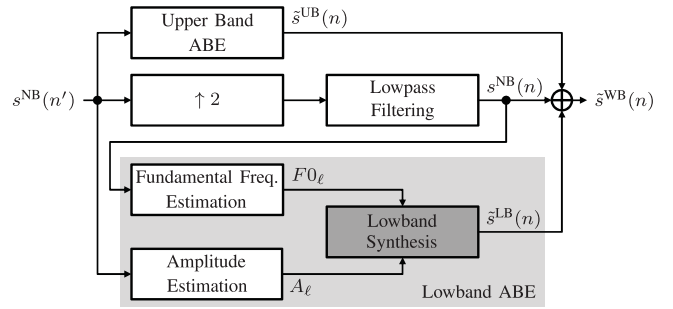 Upper Band
ABE
s̃^UB(n)
s^NB(n′)
↑ 2
Lowpass
Filtering
s^NB(n)
s̃^WB(n)
Fundamental Freq.
Estimation
F0_ℓ
Lowband
Synthesis
s̃^LB(n)
Amplitude
Estimation
A_ℓ
Lowband ABE